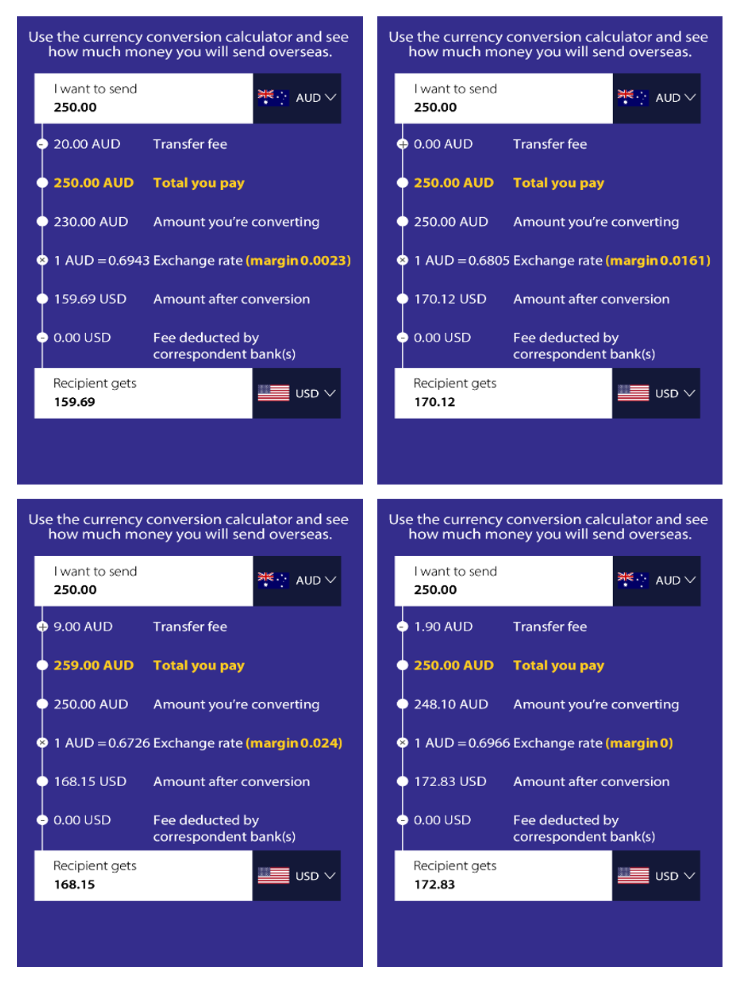 Use the currency conversion calculator and see
how much money you will send overseas.
I want to send
250.00
AUD
- 20.00 AUD Transfer fee
250.00 AUD Total you pay
230.00 AUD Amount you're converting
× 1 AUD = 0.6943 Exchange rate (margin 0.0023)
159.69 USD Amount after conversion
- 0.00 USD Fee deducted by
correspondent bank(s)
Recipient gets
159.69
USD
Use the currency conversion calculator and see
how much money you will send overseas.
I want to send
250.00
AUD
+ 0.00 AUD Transfer fee
250.00 AUD Total you pay
250.00 AUD Amount you're converting
× 1 AUD = 0.6805 Exchange rate (margin 0.0161)
170.12 USD Amount after conversion
- 0.00 USD Fee deducted by
correspondent bank(s)
Recipient gets
170.12
USD
Use the currency conversion calculator and see
how much money you will send overseas.
I want to send
250.00
AUD
+ 9.00 AUD Transfer fee
259.00 AUD Total you pay
250.00 AUD Amount you're converting
× 1 AUD = 0.6726 Exchange rate (margin 0.024)
168.15 USD Amount after conversion
- 0.00 USD Fee deducted by
correspondent bank(s)
Recipient gets
168.15
USD
Use the currency conversion calculator and see
how much money you will send overseas.
I want to send
250.00
AUD
- 1.90 AUD Transfer fee
250.00 AUD Total you pay
248.10 AUD Amount you're converting
× 1 AUD = 0.6966 Exchange rate (margin 0)
172.83 USD Amount after conversion
- 0.00 USD Fee deducted by
correspondent bank(s)
Recipient gets
172.83
USD